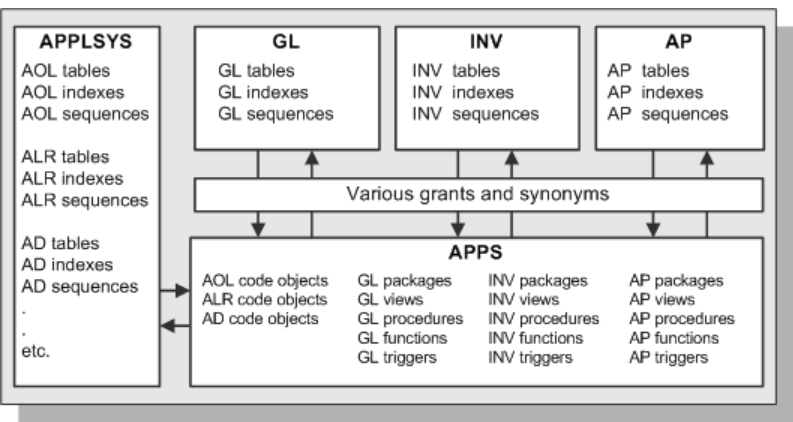 APPLSYS
AOL tables
AOL indexes
AOL sequences
ALR tables
ALR indexes
ALR sequences
AD tables
AD indexes
AD sequences
.
.
etc.
GL
GL tables
GL indexes
GL sequences
INV
INV tables
INV indexes
INV sequences
AP
AP tables
AP indexes
AP sequences
Various grants and synonyms
APPS
AOL code objects
ALR code objects
AD code objects
GL packages
GL views
GL procedures
GL functions
GL triggers
INV packages
INV views
INV procedures
INV functions
INV triggers
AP packages
AP views
AP procedures
AP functions
AP triggers